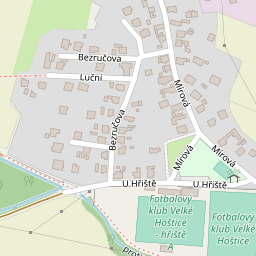 Bezručova
Luční
Mírová
Bezručova
Mírová
Mírová
U Hřiště
U Hřiště
Fotbalový
klub Velké
Hoštice
- hřiště
A
Fotbalový
klub Velké
Hoštice